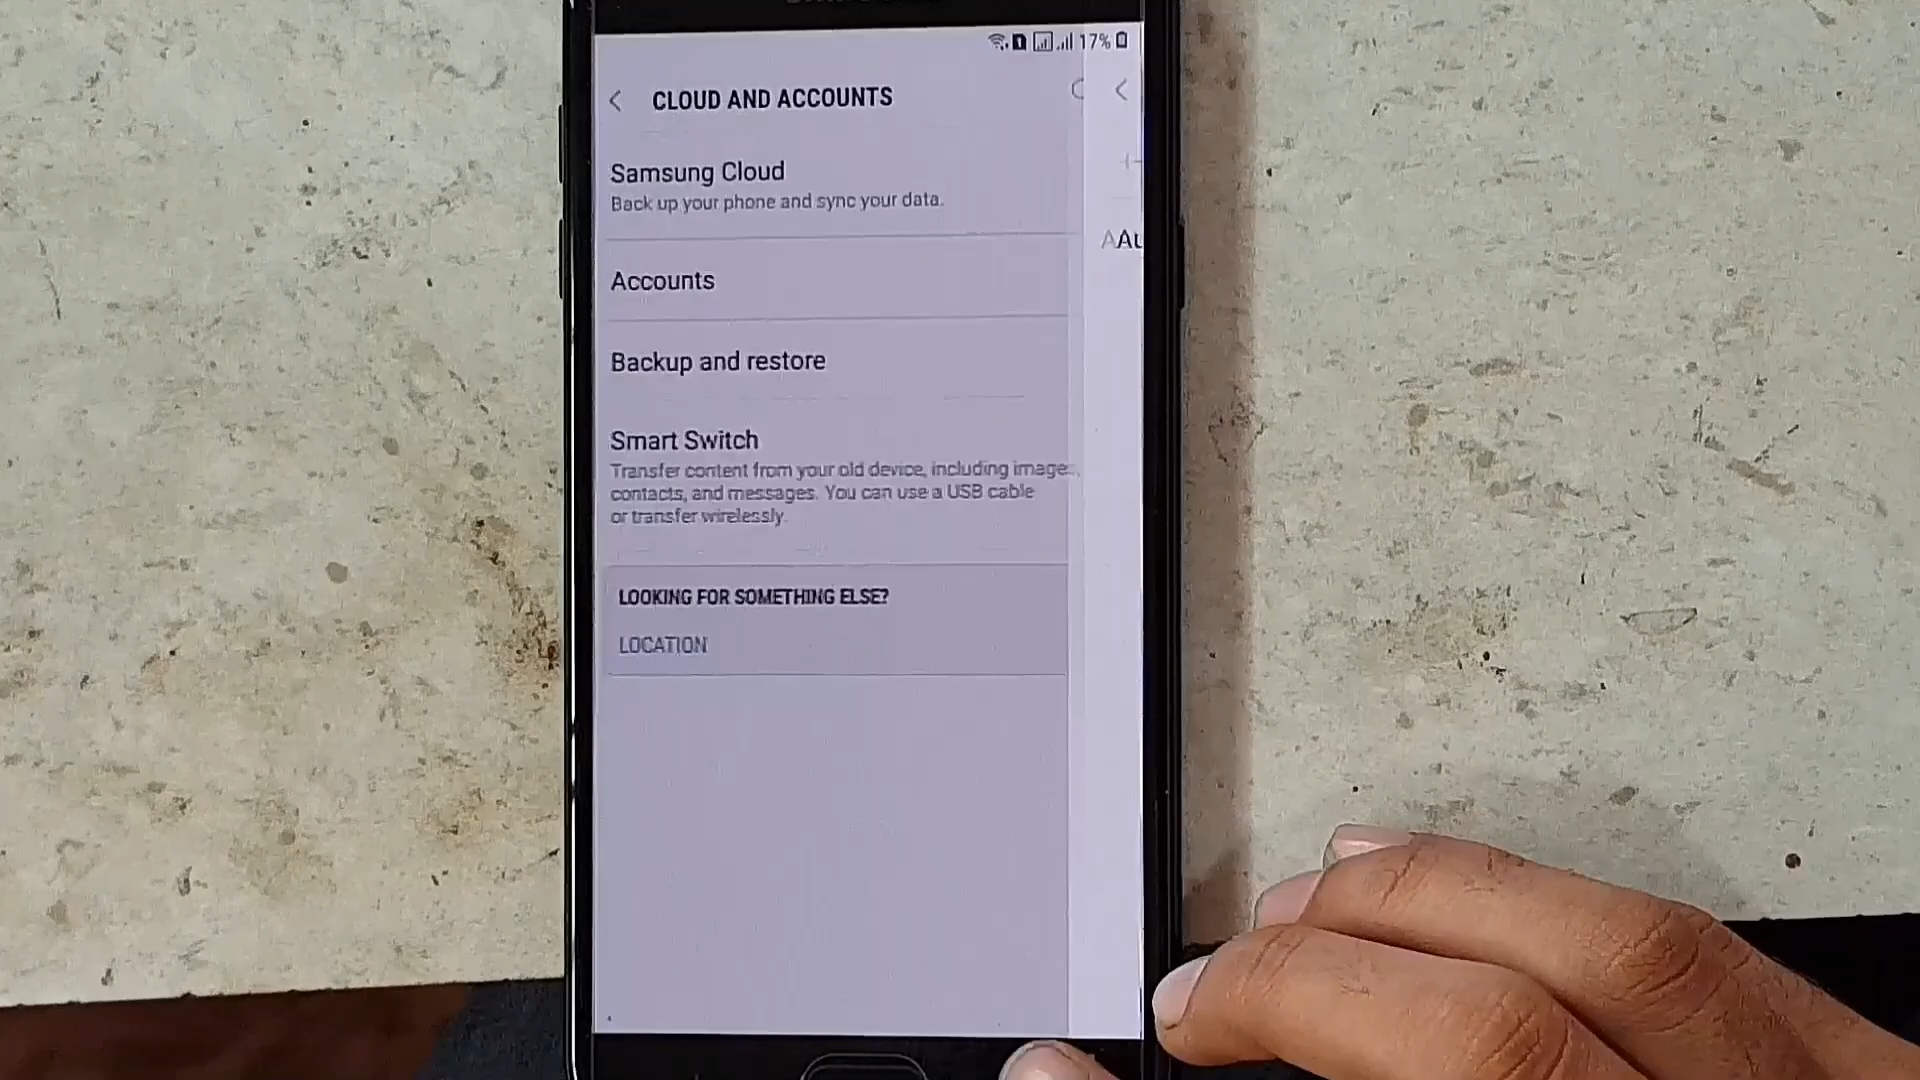 17%
CLOUD AND ACCOUNTS
Samsung Cloud
Back up your phone and sync your data.
Accounts
Backup and restore
Smart Switch
Transfer content from your old device, including image
contacts, and messages. You can use a USB cable
or transfer wirelessly.
LOOKING FOR SOMETHING ELSE?
LOCATION